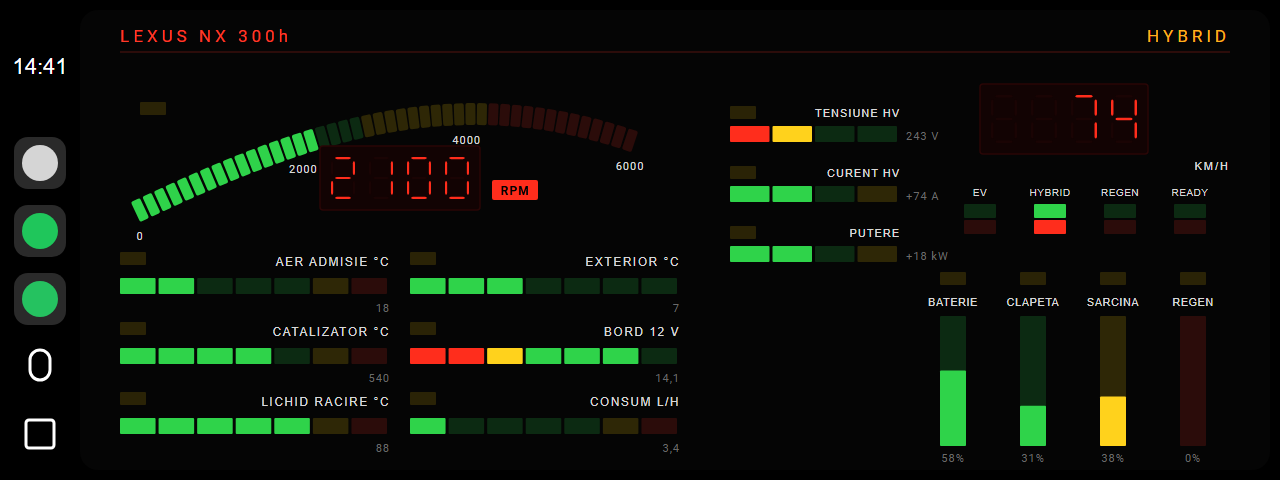 LEXUS NX 300h
HYBRID
14:41
TENSIUNE HV
243 V
74
KM/H
4000
2000
6000
2100
RPM
0
CURENT HV
+74 A
EV
HYBRID
REGEN
READY
PUTERE
+18 kW
AER ADMISIE °C
18
EXTERIOR °C
7
CATALIZATOR °C
540
BORD 12 V
14,1
LICHID RACIRE °C
88
CONSUM L/H
3,4
BATERIE
CLAPETA
SARCINA
REGEN
58%
31%
38%
0%